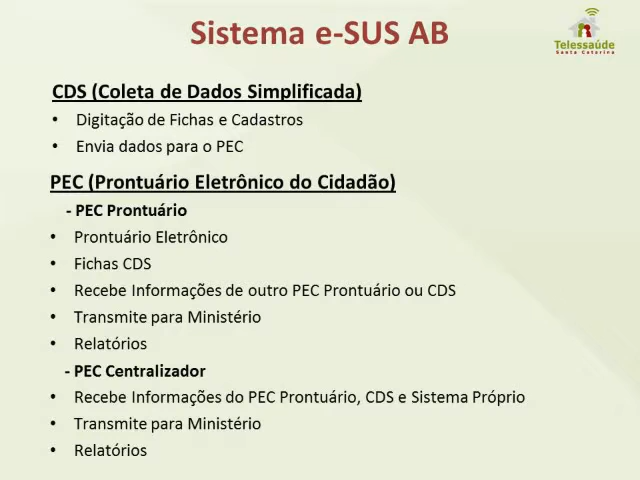 Sistema e-SUS AB
Telessaúde
Santa Catarina
CDS (Coleta de Dados Simplificada)
• Digitação de Fichas e Cadastros
• Envia dados para o PEC
PEC (Prontuário Eletrônico do Cidadão)
- PEC Prontuário
• Prontuário Eletrônico
• Fichas CDS
• Recebe Informações de outro PEC Prontuário ou CDS
• Transmite para Ministério
• Relatórios
- PEC Centralizador
• Recebe Informações do PEC Prontuário, CDS e Sistema Próprio
• Transmite para Ministério
• Relatórios